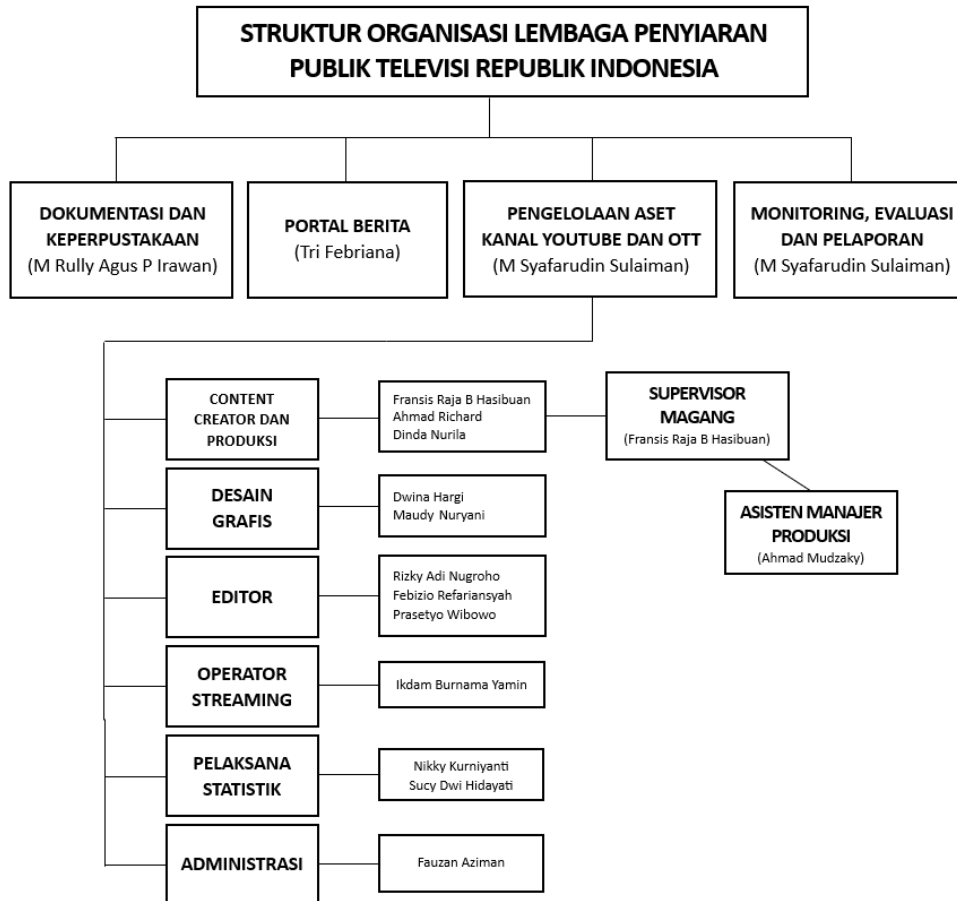 STRUKTUR ORGANISASI LEMBAGA PENYIARAN
PUBLIK TELEVISI REPUBLIK INDONESIA
DOKUMENTASI DAN
KEPERPUSTAKAAN
(M Rully Agus P Irawan)
PORTAL BERITA
(Tri Febriana)
PENGELOLAAN ASET
KANAL YOUTUBE DAN OTT
(M Syafarudin Sulaiman)
MONITORING, EVALUASI
DAN PELAPORAN
(M Syafarudin Sulaiman)
CONTENT
CREATOR DAN
PRODUKSI
Fransis Raja B Hasibuan
Ahmad Richard
Dinda Nurila
SUPERVISOR
MAGANG
(Fransis Raja B Hasibuan)
ASISTEN MANAJER
PRODUKSI
(Ahmad Mudzaky)
DESAIN
GRAFIS
Dwina Hargi
Maudy Nuryani
EDITOR
Rizky Adi Nugroho
Febizio Refariansyah
Prasetyo Wibowo
OPERATOR
STREAMING
Ikdam Burnama Yamin
PELAKSANA
STATISTIK
Nikky Kurniyanti
Sucy Dwi Hidayati
ADMINISTRASI
Fauzan Aziman